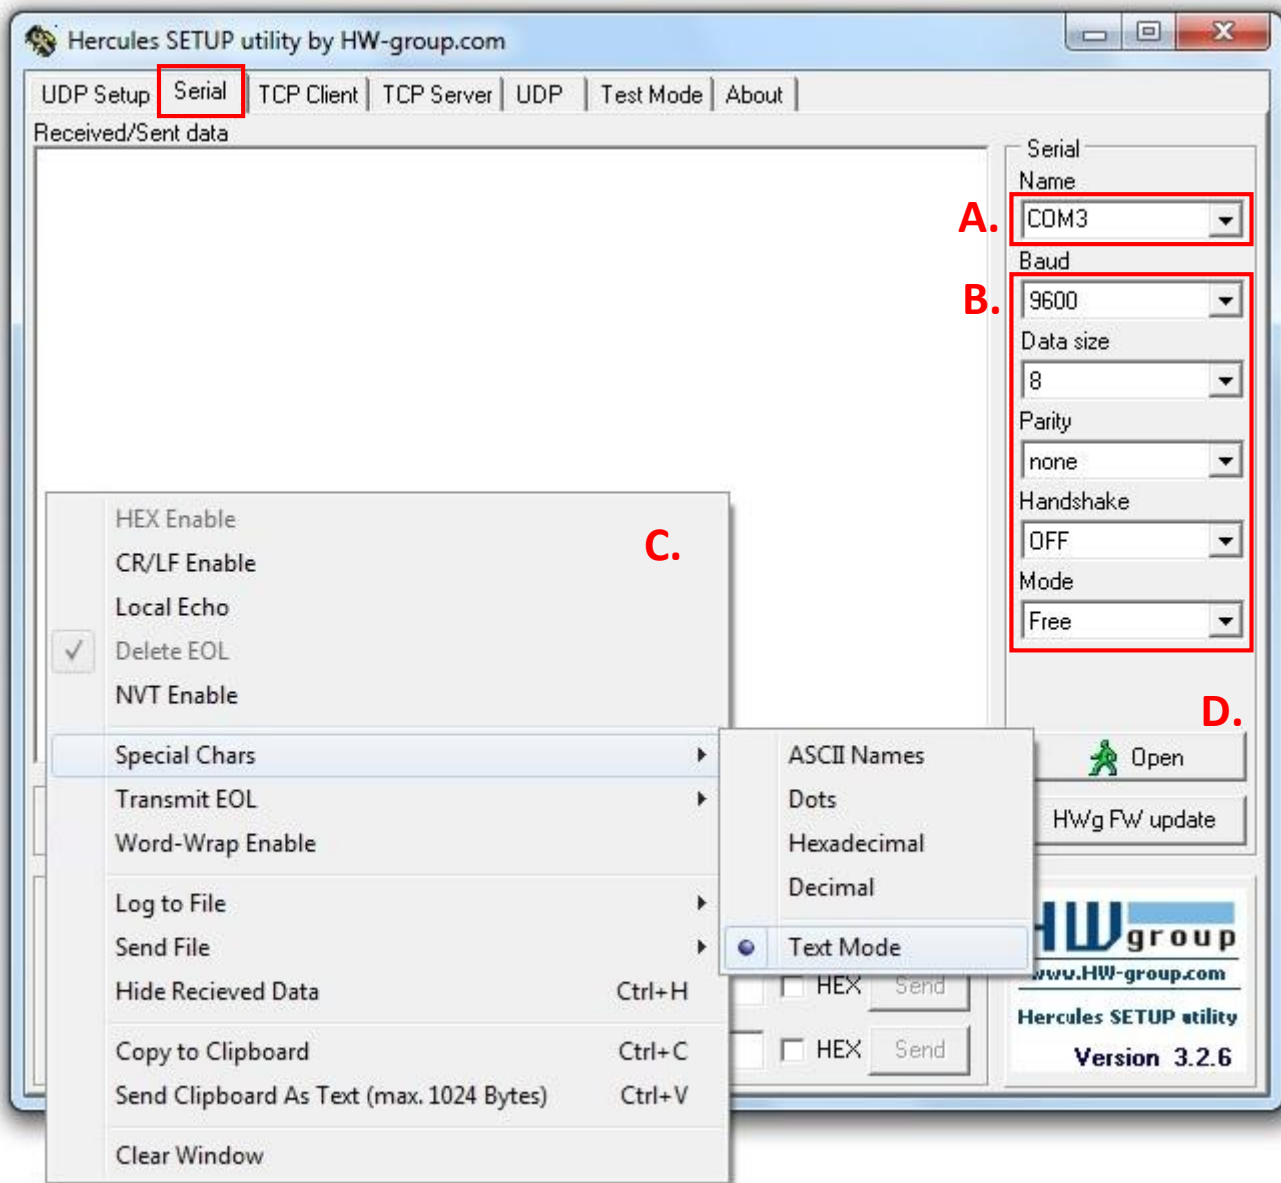 Hercules SETUP utility by HW-group.com
UDP Setup Serial TCP Client TCP Server UDP Test Mode About
Received/Sent data
Serial
Name
A. COM3
Baud
B. 9600
Data size
8
Parity
none
Handshake
OFF
Mode
Free
D.
Open
HWg FW update
C.
HEX Enable
CR/LF Enable
Local Echo
Delete EOL
NVT Enable
Special Chars
Transmit EOL
Word-Wrap Enable
Log to File
Send File
Hide Recieved Data Ctrl+H
Copy to Clipboard Ctrl+C
Send Clipboard As Text (max. 1024 Bytes) Ctrl+V
Clear Window
ASCII Names
Dots
Hexadecimal
Decimal
Text Mode
HEX Send
HEX Send
HW group
www.HW-group.com
Hercules SETUP utility
Version 3.2.6